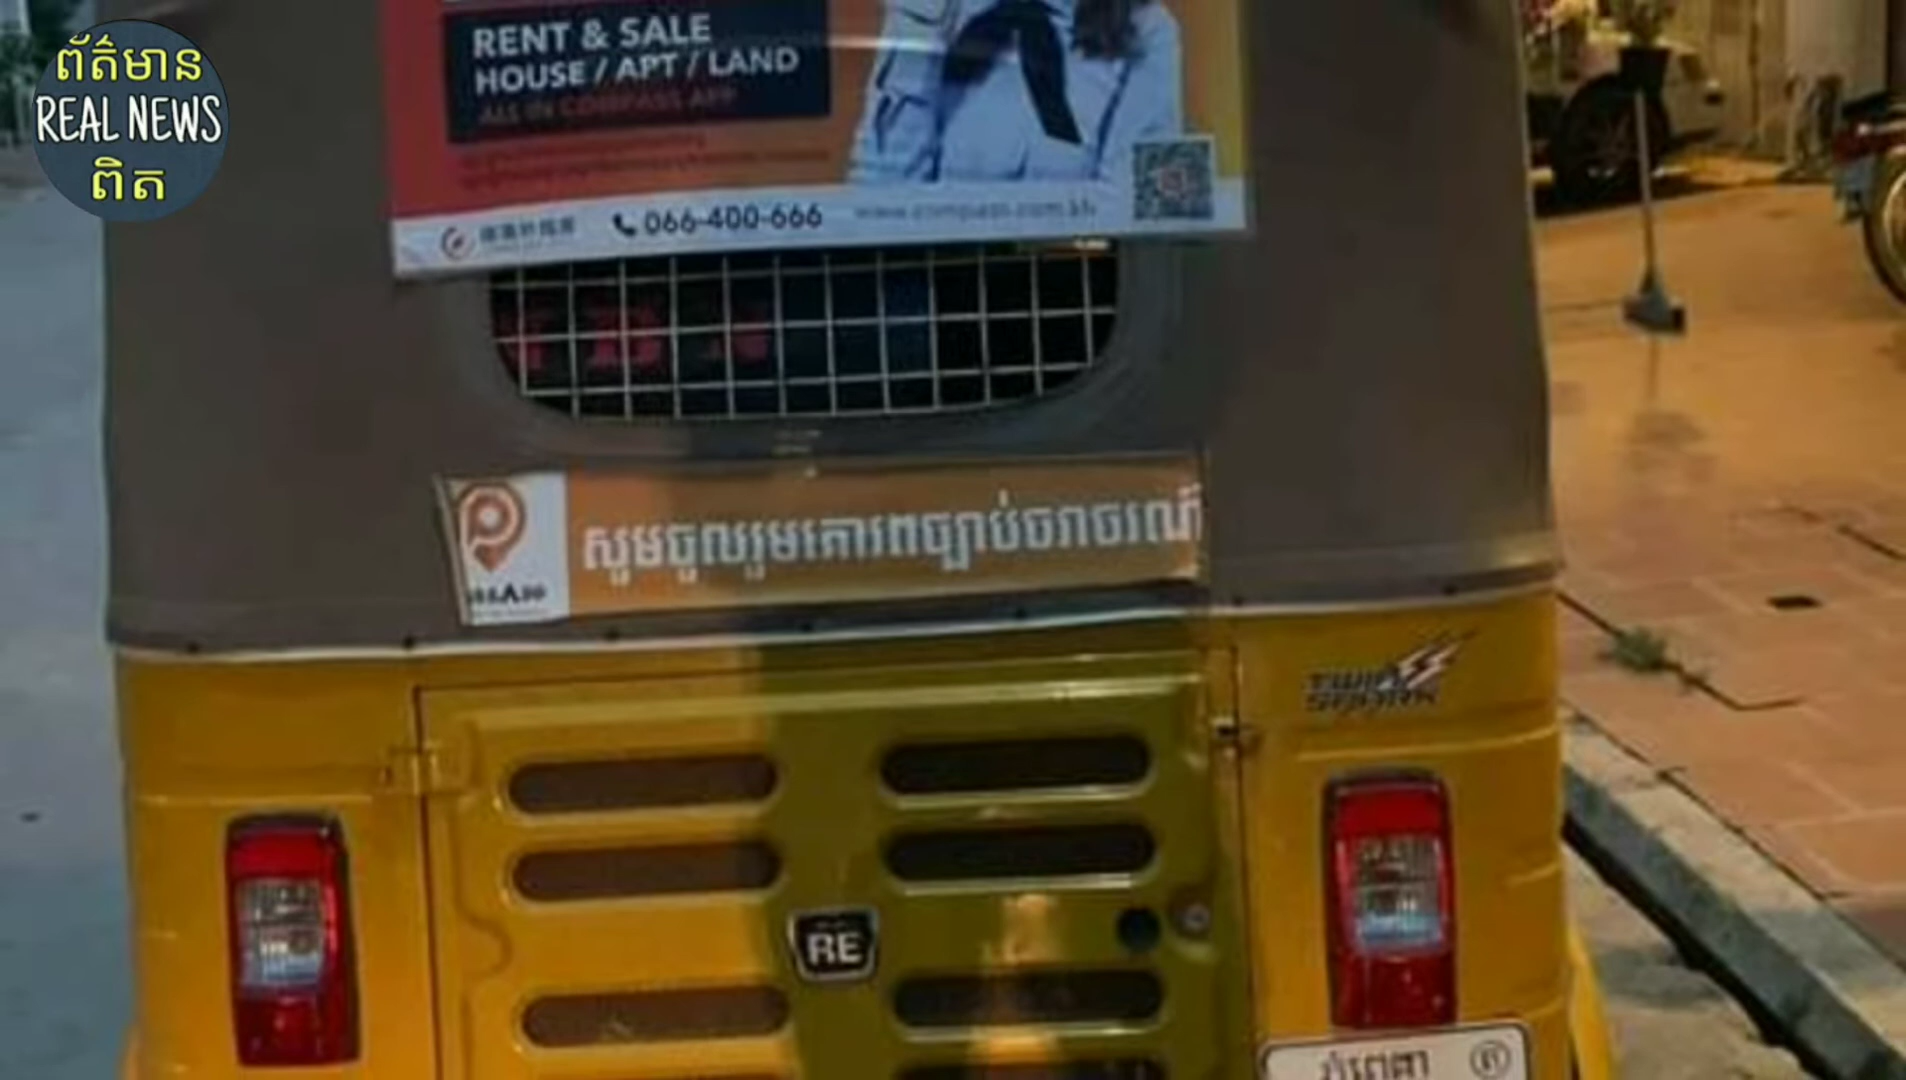 ព័ត៌មាន
REAL NEWS
ពិត
RENT & SALE
HOUSE / APT / LAND
ALL IN COMPASS APP
066-400-666
www.compass.com.kh
សូមចូលរួមគោរពច្បាប់ចរាចរណ៍
TWIN
SPARK
RE